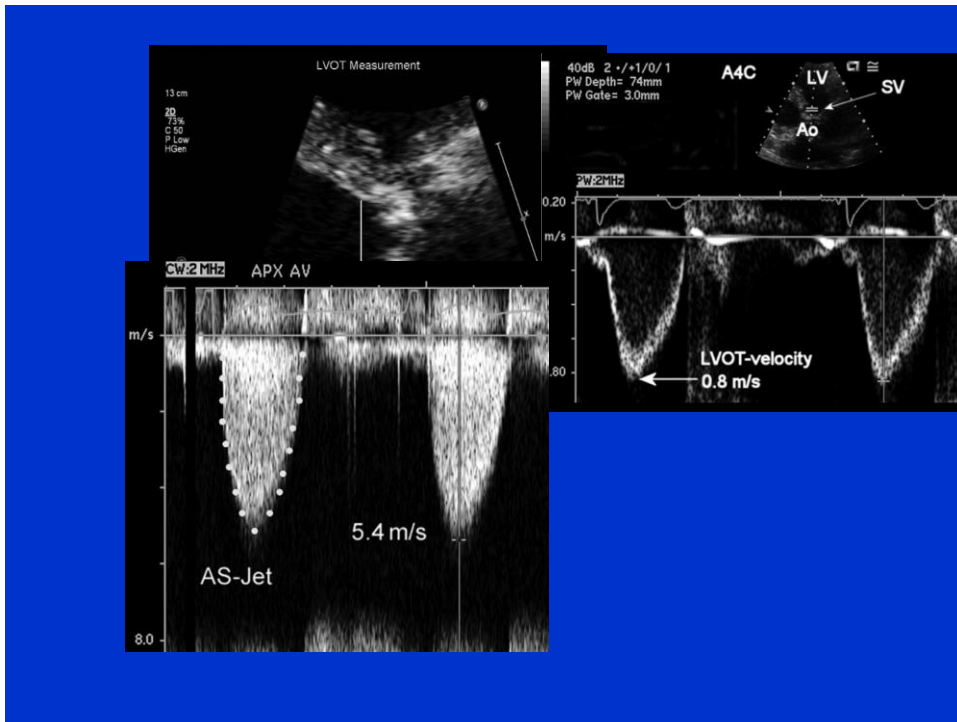 LVOT Measurement
13 cm
2D
73%
C 50
P Low
HGen
40dB 2 •/+1/0/1
PW Depth= 74mm
PW Gate= 3.0mm
A4C
LV
SV
Ao
PW:2MHz
0.20
m/s
LVOT-velocity
.80
0.8 m/s
CW:2 MHz
APX AV
m/s
5.4 m/s
AS-Jet
8.0